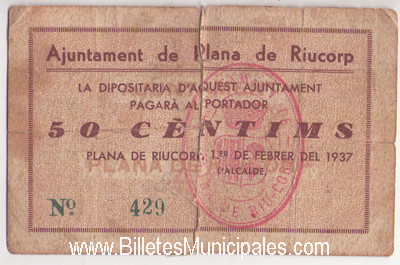 Ajuntament de Plana de Riucorp
LA DIPOSITARIA D'AQUEST AJUNTAMENT
PAGARÀ AL PORTADOR
50 CÈNTIMS
PLANA DE RIUCORP, 1.ER DE FEBRER DEL 1937
L'ALCALDE,
Nº 429
www.BilletesMunicipales.com